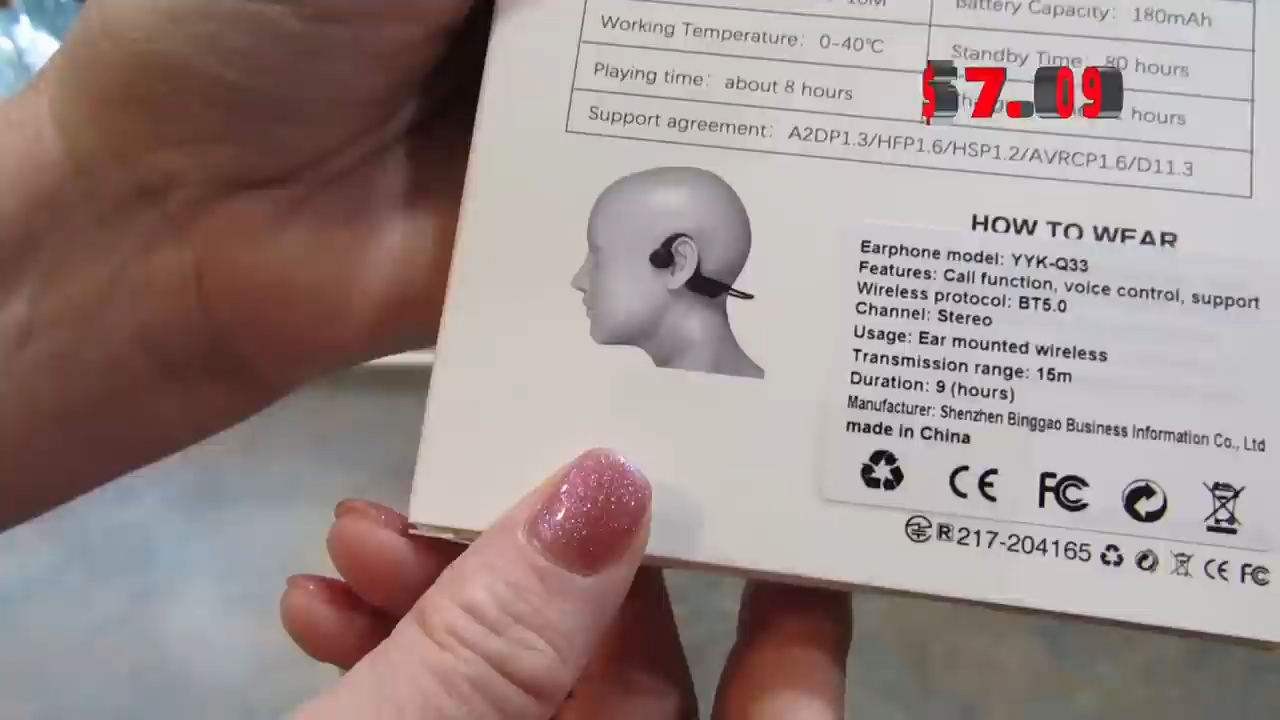 Battery Capacity: 180mAh
Working Temperature: 0-40℃
Standby Time: 80 hours
Playing time: about 8 hours
hours
$7.09
Support agreement: A2DP1.3/HFP1.6/HSP1.2/AVRCP1.6/D11.3
HOW TO WEAR
Earphone model: YYK-Q33
Features: Call function, voice control, support
Wireless protocol: BT5.0
Channel: Stereo
Usage: Ear mounted wireless
Transmission range: 15m
Duration: 9 (hours)
Manufacturer: Shenzhen Binggao Business Information Co., Ltd
made in China
CE FC
R 217-204165 CE FC